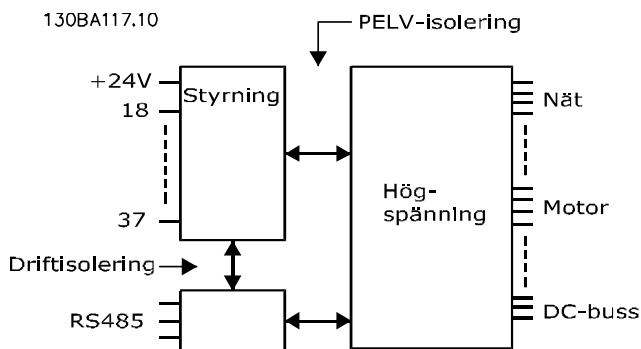 130BA117.10
PELV-isolering
+24V
Styrning
18
Nät
Hög-
spänning
37
Motor
Driftisolering
RS485
DC-buss